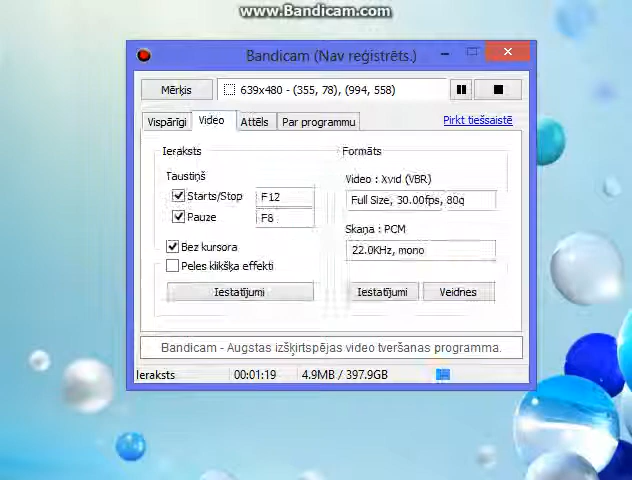 www.Bandicam.com
Bandicam (Nav reģistrēts.)
Mērķis
639x480 - (355, 78), (994, 558)
Vispārīgi
Video
Attēls
Par programmu
Pirkt tiešsaistē
Ieraksts
Formāts
Taustiņš
Starts/Stop
F12
Pauze
F8
Bez kursora
Peles klikšķa effekti
Iestatījumi
Video : Xvid (VBR)
Full Size, 30.00fps, 80q
Skaņa : PCM
22.0KHz, mono
Iestatījumi
Veidnes
Bandicam - Augstas izšķirtspējas video tveršanas programma.
Ieraksts
00:01:19
4.9MB / 397.9GB